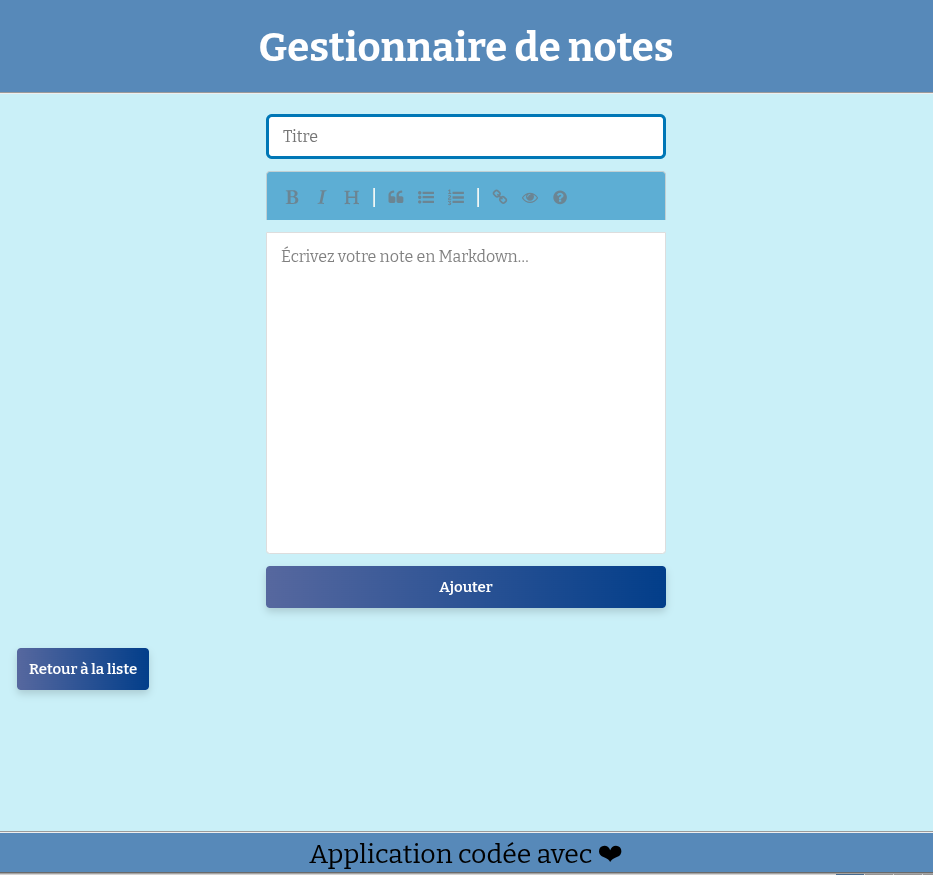 Gestionnaire de notes
Titre
B I H
Écrivez votre note en Markdown...
Ajouter
Retour à la liste
Application codée avec ❤